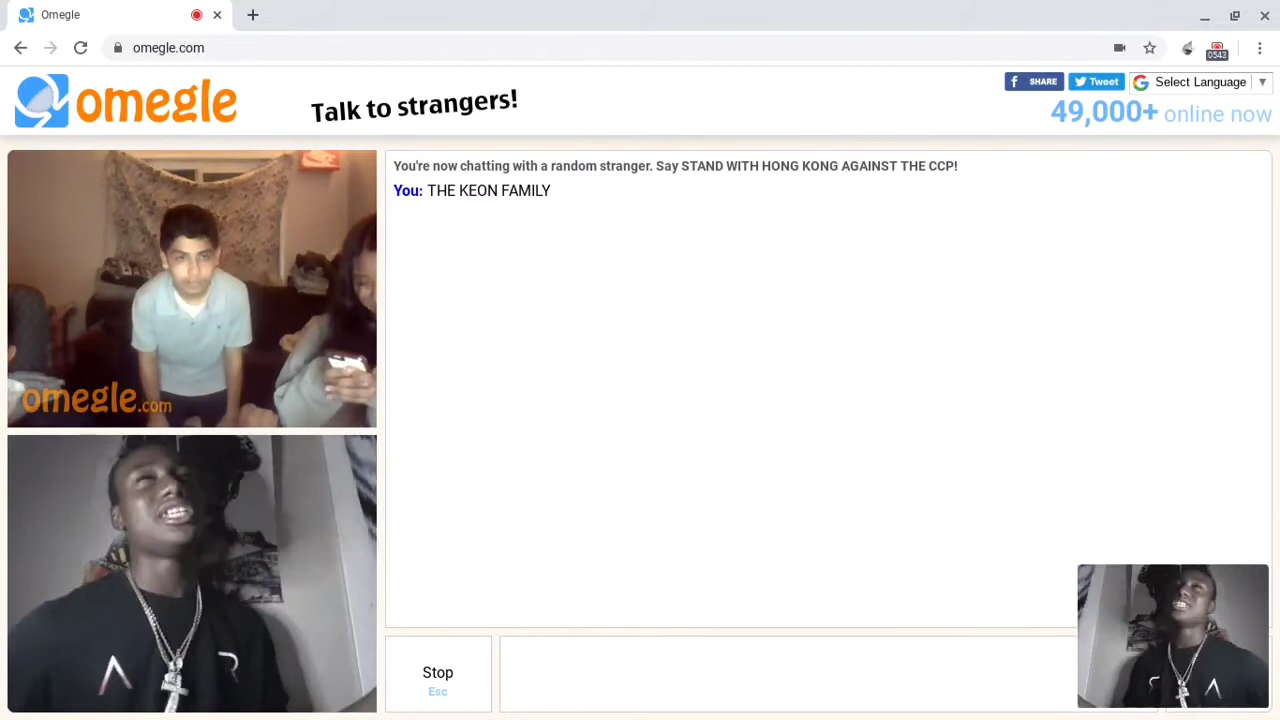 Omegle
omegle.com
omegle
Talk to strangers!
SHARE
Tweet
Select Language
49,000+ online now
You're now chatting with a random stranger. Say STAND WITH HONG KONG AGAINST THE CCP!
You: THE KEON FAMILY
omegle.com
Stop
Esc
0543